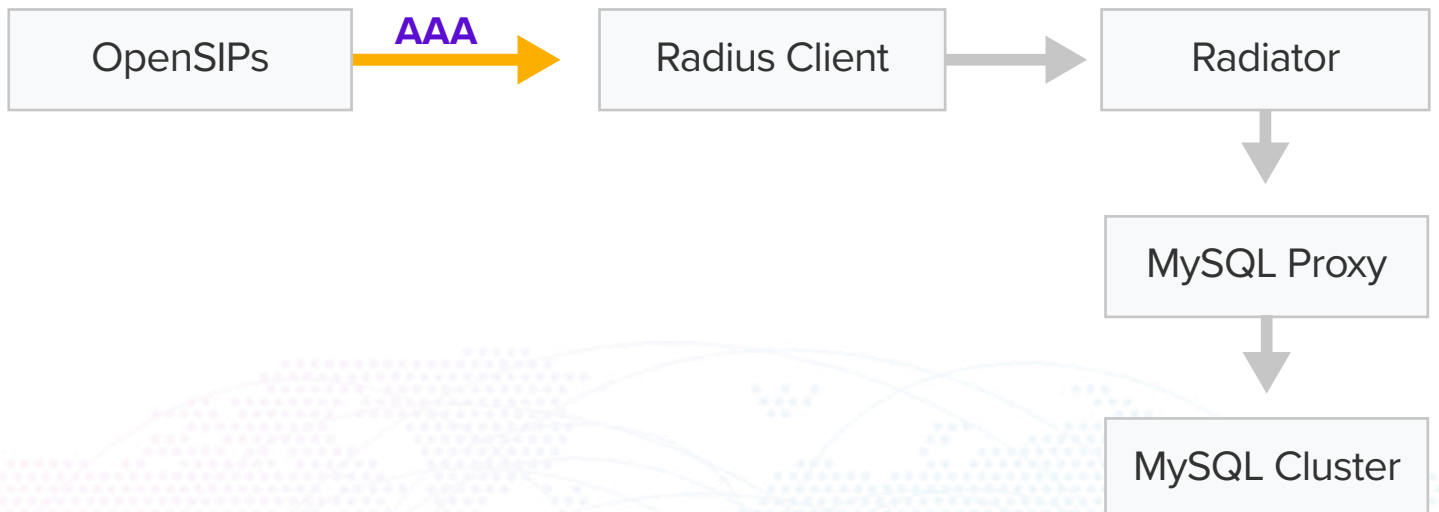 AAA
OpenSIPs
Radius Client
Radiator
MySQL Proxy
MySQL Cluster